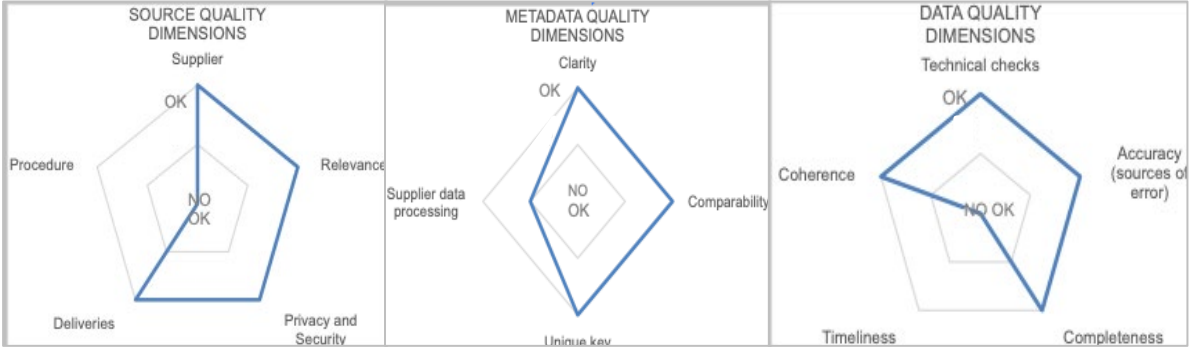 SOURCE QUALITY
DIMENSIONS
Supplier
OK
Procedure
Relevance
NO
OK
Deliveries
Privacy and
Security
METADATA QUALITY
DIMENSIONS
Clarity
OK
Supplier data
processing
NO
OK
Comparability
Unique key
DATA QUALITY
DIMENSIONS
Technical checks
OK
Coherence
Accuracy
(sources of
error)
NO OK
Timeliness
Completeness